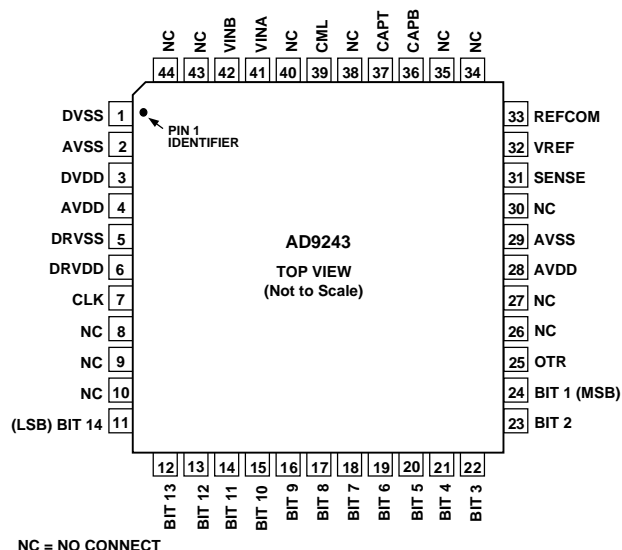 NC
NC
VINB
VINA
NC
CML
NC
CAPT
CAPB
NC
NC
44 43 42 41 40 39 38 37 36 35 34
DVSS 1
AVSS 2
DVDD 3
AVDD 4
DRVSS 5
DRVDD 6
CLK 7
NC 8
NC 9
NC 10
(LSB) BIT 14 11
PIN 1
IDENTIFIER
AD9243
TOP VIEW
(Not to Scale)
33 REFCOM
32 VREF
31 SENSE
30 NC
29 AVSS
28 AVDD
27 NC
26 NC
25 OTR
24 BIT 1 (MSB)
23 BIT 2
12 13 14 15 16 17 18 19 20 21 22
BIT 13
BIT 12
BIT 11
BIT 10
BIT 9
BIT 8
BIT 7
BIT 6
BIT 5
BIT 4
BIT 3
NC = NO CONNECT